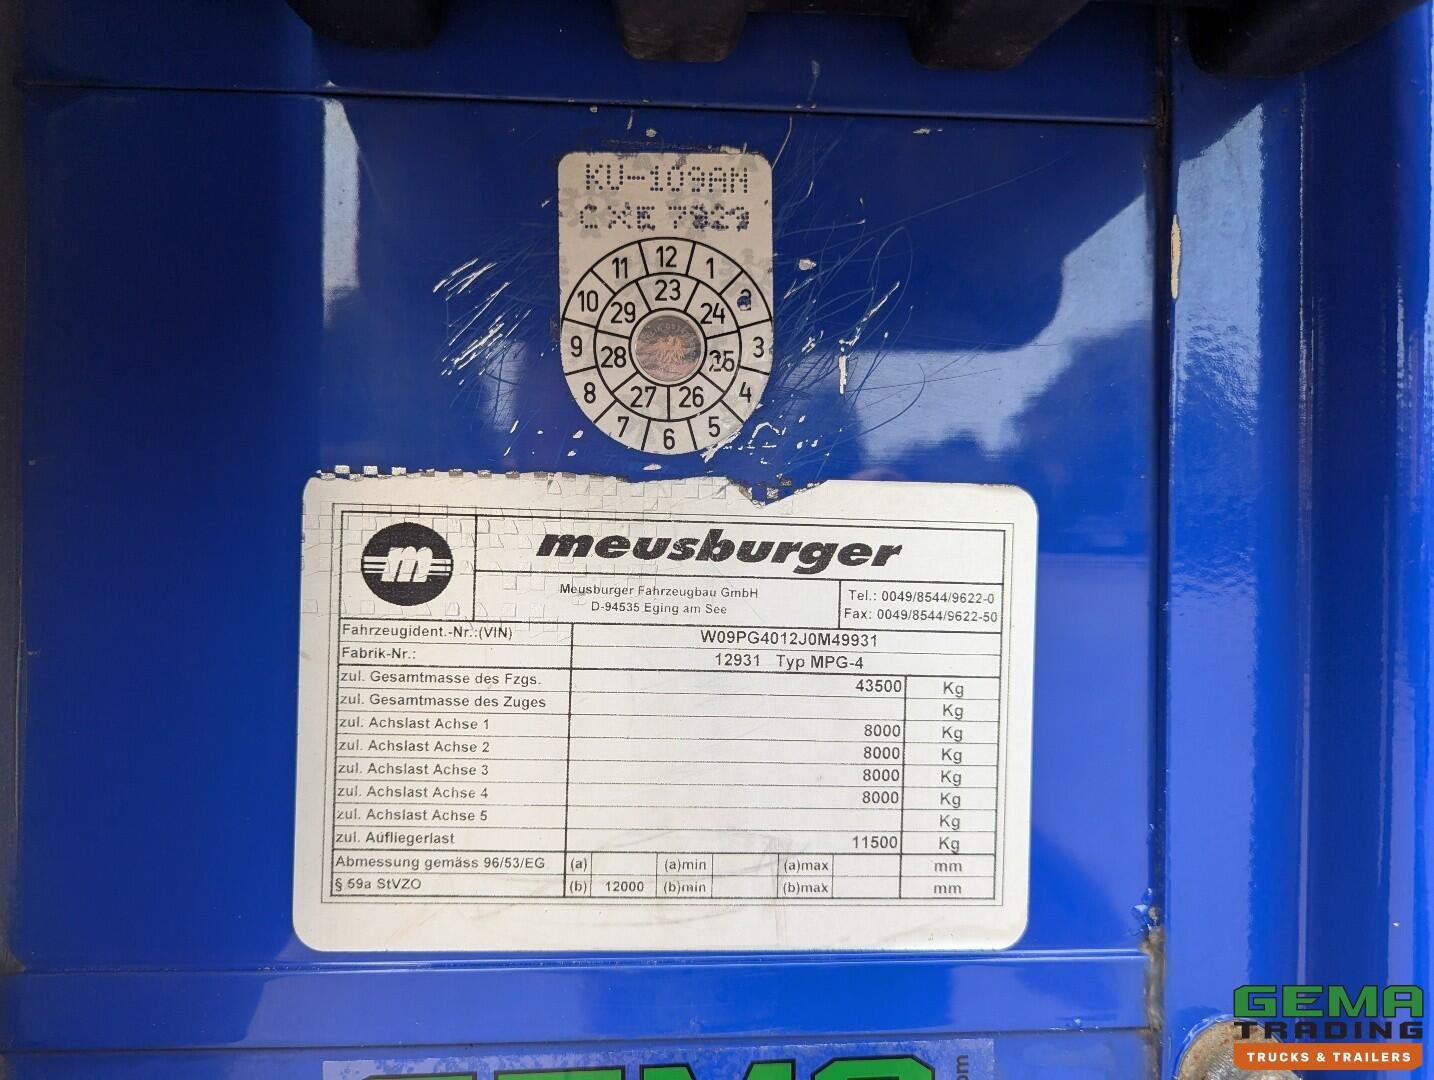 KU-109AM
12 1 2 3 4 5 6 7 8 9 10 11
23 24 25 26 27 28 29
m
meusburger
Meusburger Fahrzeugbau GmbH
D-94535 Eging am See
Tel.: 0049/8544/9622-0
Fax: 0049/8544/9622-50
Fahrzeugident.-Nr.:(VIN) W09PG4012J0M49931
Fabrik-Nr.: 12931 Typ MPG-4
zul. Gesamtmasse des Fzgs. 43500 Kg
zul. Gesamtmasse des Zuges Kg
zul. Achslast Achse 1 8000 Kg
zul. Achslast Achse 2 8000 Kg
zul. Achslast Achse 3 8000 Kg
zul. Achslast Achse 4 8000 Kg
zul. Achslast Achse 5 Kg
zul. Aufliegerlast 11500 Kg
Abmessung gemäss 96/53/EG (a) (a)min (a)max mm
§ 59a StVZO (b) 12000 (b)min (b)max mm
GEMA
TRADING
TRUCKS & TRAILERS